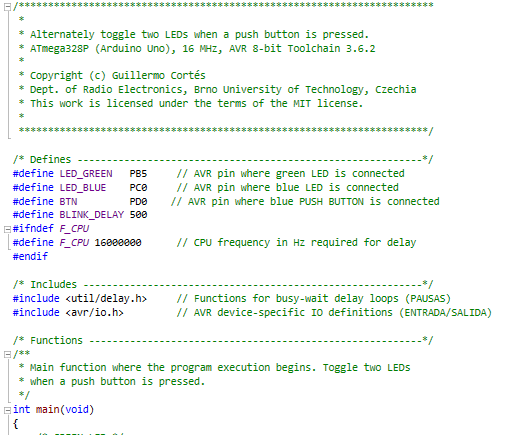 /**********************************************************************
 *
 * Alternately toggle two LEDs when a push button is pressed.
 * ATmega328P (Arduino Uno), 16 MHz, AVR 8-bit Toolchain 3.6.2
 *
 * Copyright (c) Guillermo Cortés
 * Dept. of Radio Electronics, Brno University of Technology, Czechia
 * This work is licensed under the terms of the MIT license.
 *
 *********************************************************************/
/* Defines -----------------------------------------------------------*/
#define LED_GREEN   PB5     // AVR pin where green LED is connected
#define LED_BLUE    PC0     // AVR pin where blue LED is connected
#define BTN         PD0    // AVR pin where blue PUSH BUTTON is connected
#define BLINK_DELAY 500
#ifndef F_CPU
#define F_CPU 16000000      // CPU frequency in Hz required for delay
#endif
/* Includes ----------------------------------------------------------*/
#include <util/delay.h>     // Functions for busy-wait delay loops (PAUSAS)
#include <avr/io.h>         // AVR device-specific IO definitions (ENTRADA/SALIDA)
/* Functions ---------------------------------------------------------*/
/**
 * Main function where the program execution begins. Toggle two LEDs
 * when a push button is pressed.
 */
int main(void)
{